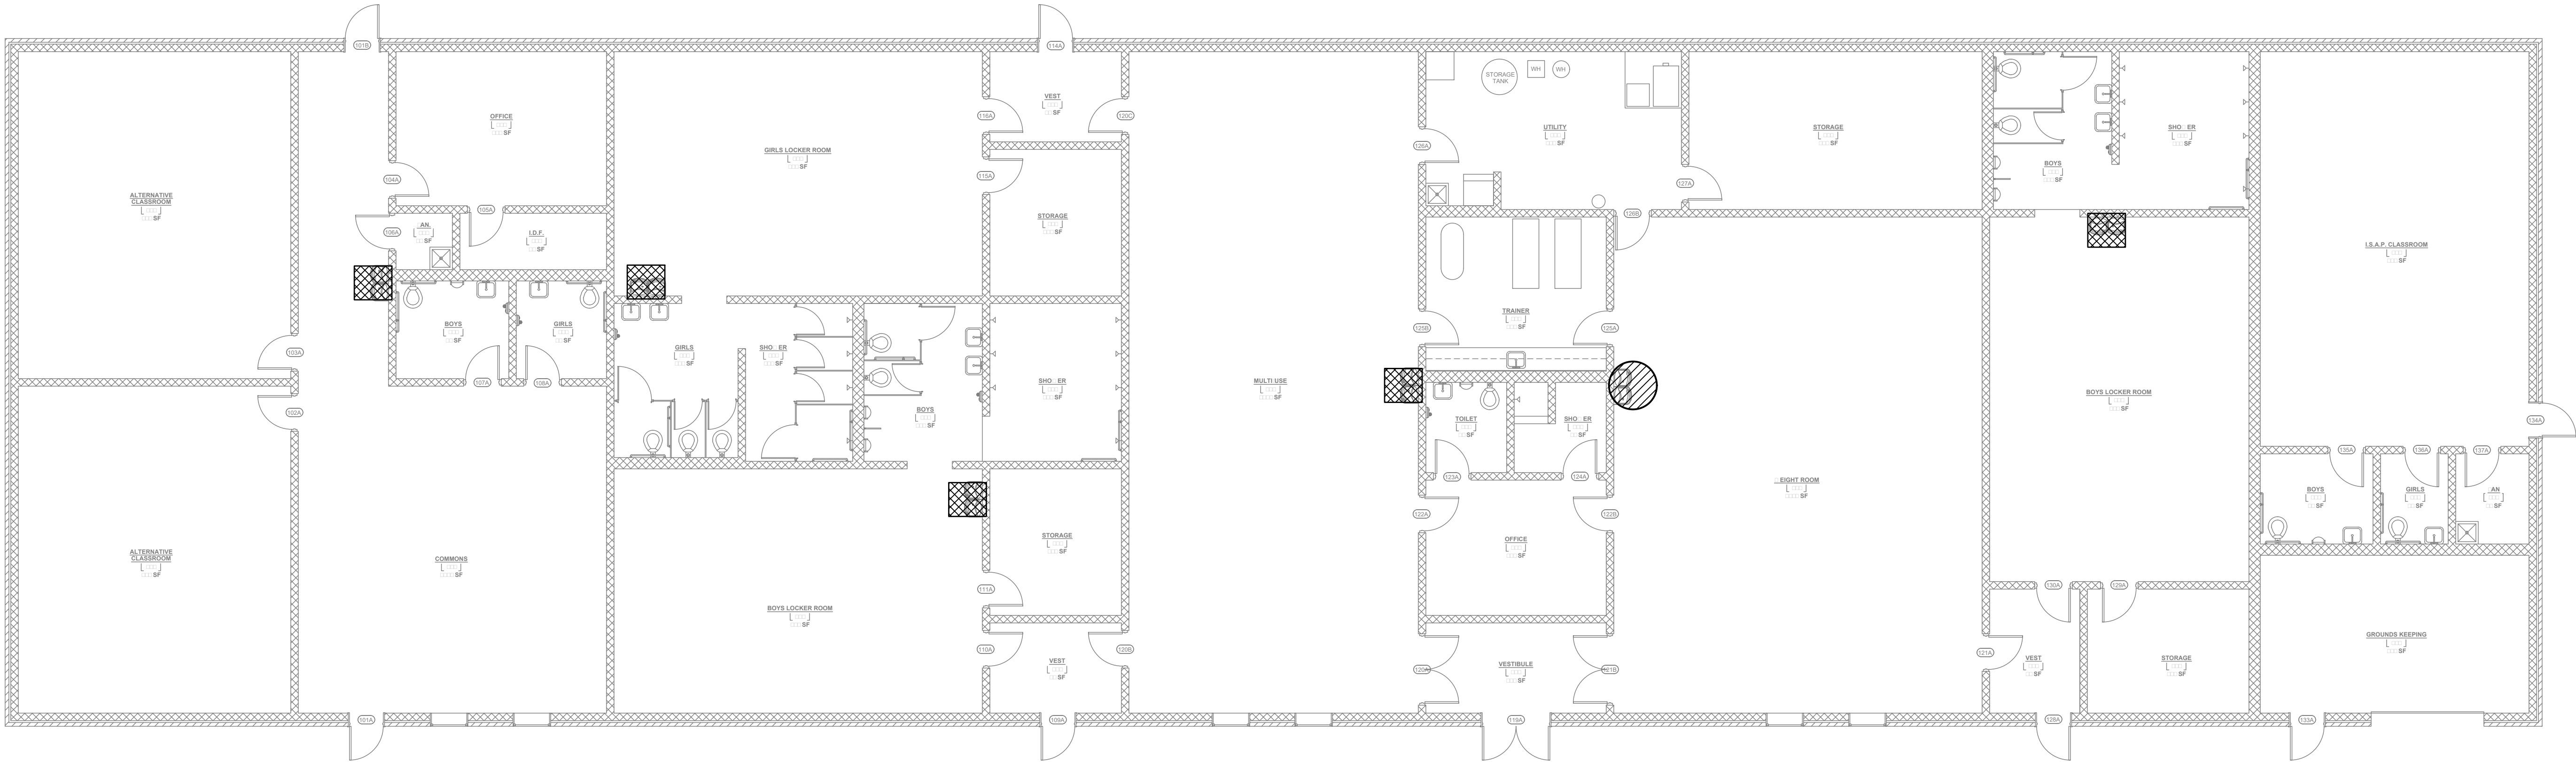 101B
114A
ALTERNATIVE
CLASSROOM
SF
OFFICE
SF
104A
105A
106A
AN.
SF
I.D.F.
SF
BOYS
SF
GIRLS
SF
107A
108A
103A
102A
ALTERNATIVE
CLASSROOM
SF
COMMONS
SF
101A
GIRLS LOCKER ROOM
SF
116A
115A
VEST
SF
120C
STORAGE
SF
GIRLS
SF
SHO ER
SF
BOYS
SF
SHO ER
SF
BOYS LOCKER ROOM
SF
STORAGE
SF
111A
110A
VEST
SF
120B
109A
MULTI USE
SF
STORAGE
TANK
WH
WH
UTILITY
SF
126A
126B
127A
STORAGE
SF
TRAINER
SF
125B
125A
TOILET
SF
SHO ER
SF
123A
124A
122A
122B
OFFICE
SF
120A
121B
VESTIBULE
SF
119A
EIGHT ROOM
SF
121A
BOYS
SF
SHO ER
SF
BOYS LOCKER ROOM
SF
130A
129A
VEST
SF
STORAGE
SF
128A
I.S.A.P. CLASSROOM
SF
134A
135A
136A
137A
BOYS
SF
GIRLS
SF
AN
SF
GROUNDS KEEPING
SF
133A